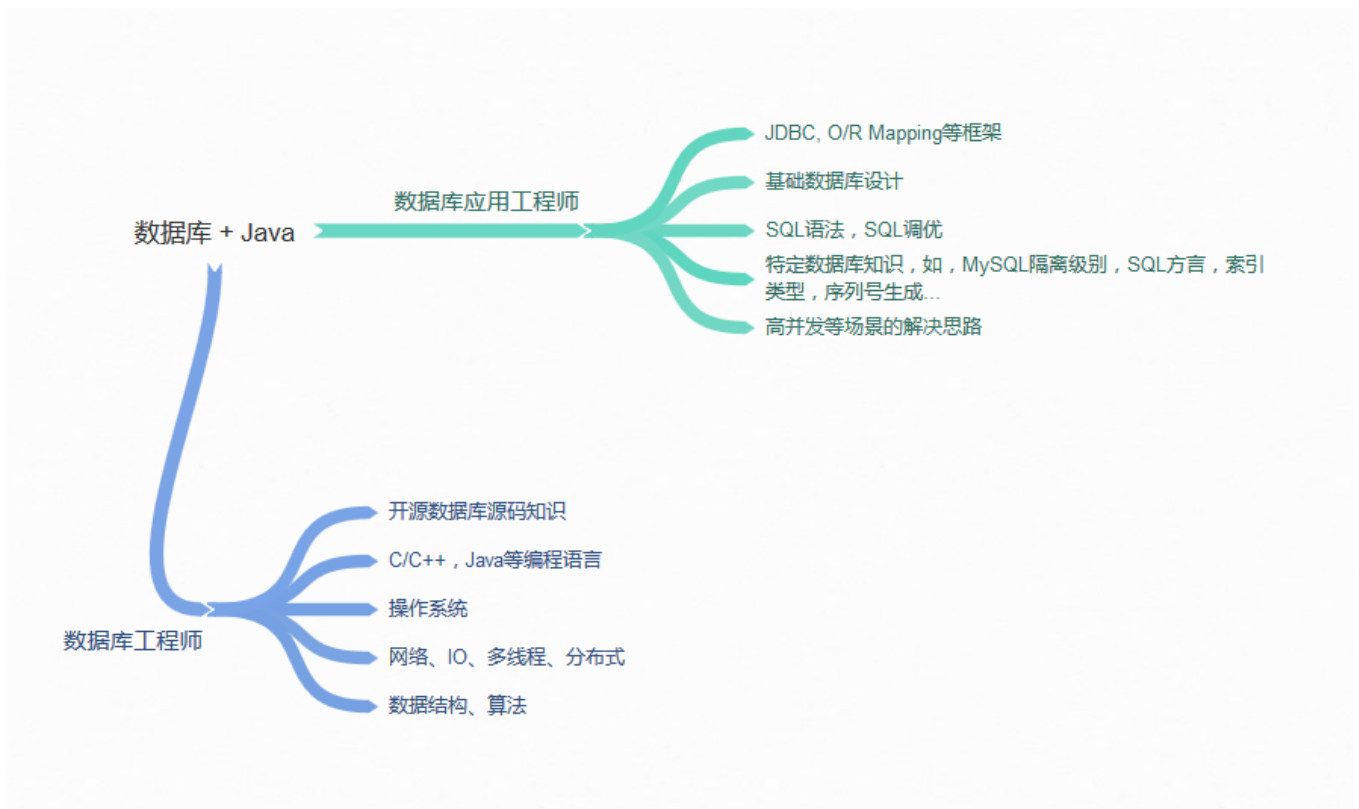 JDBC, O/R Mapping等框架
数据库应用工程师
基础数据库设计
数据库 + Java
SQL语法，SQL调优
特定数据库知识，如，MySQL隔离级别，SQL方言，索引
类型，序列号生成...
高并发等场景的解决思路
开源数据库源码知识
C/C++，Java等编程语言
操作系统
数据库工程师
网络、IO、多线程、分布式
数据结构、算法